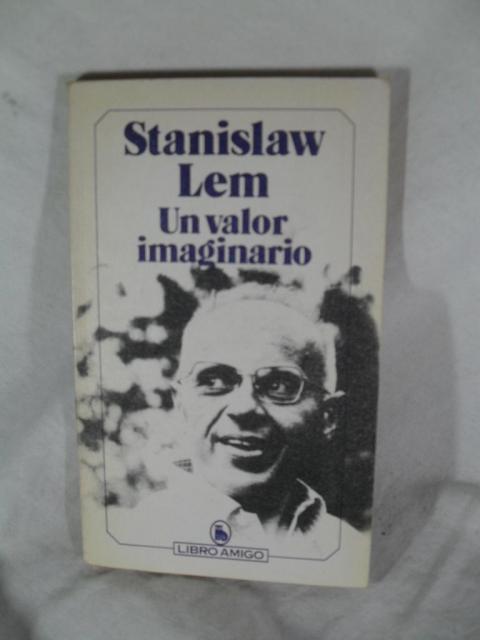 Stanislaw
Lem
Un valor
imaginario
LIBRO AMIGO